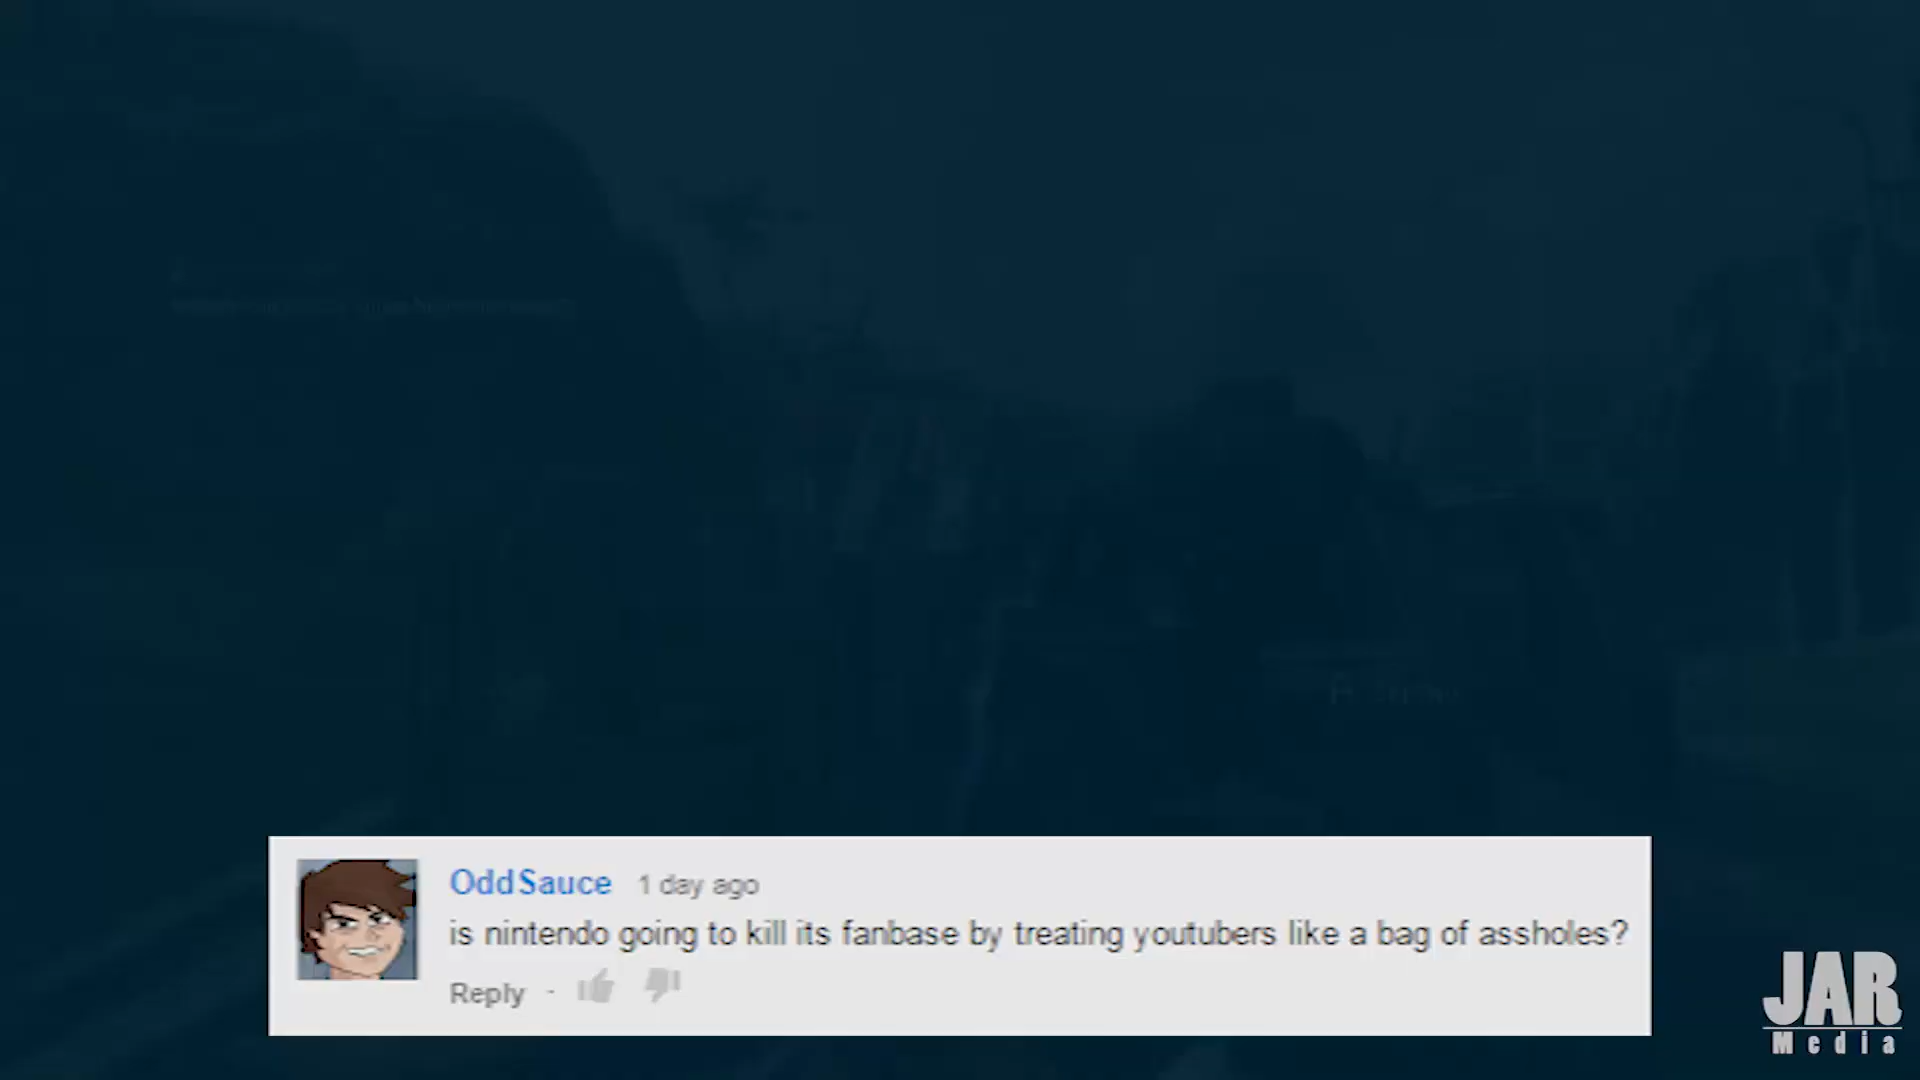 OddSauce 1 day ago
is nintendo going to kill its fanbase by treating youtubers like a bag of assholes?
Reply ·
JAR
Media